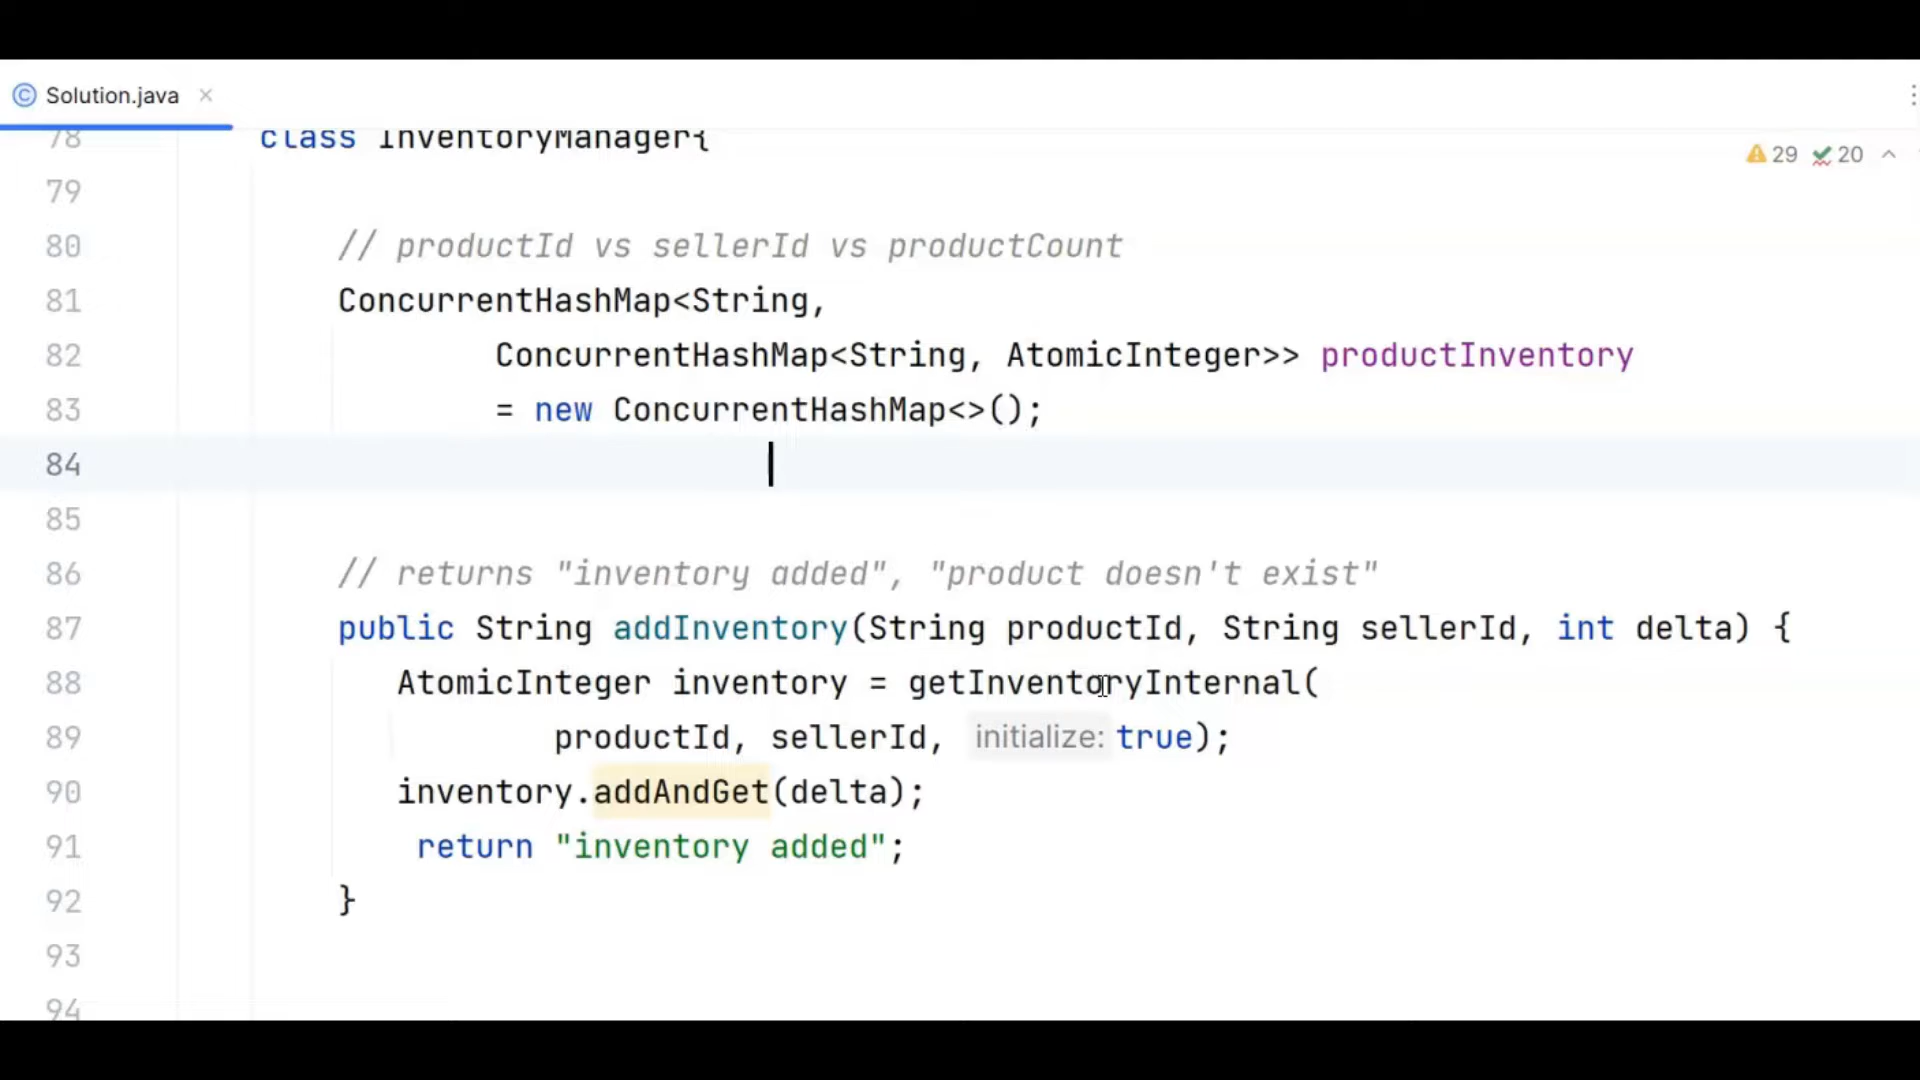 Solution.java
29 20
78 class InventoryManager{
79
80 // productId vs sellerId vs productCount
81 ConcurrentHashMap<String,
82 ConcurrentHashMap<String, AtomicInteger>> productInventory
83 = new ConcurrentHashMap<>();
84
85
86 // returns "inventory added", "product doesn't exist"
87 public String addInventory(String productId, String sellerId, int delta) {
88 AtomicInteger inventory = getInventoryInternal(
89 productId, sellerId, initialize: true);
90 inventory.addAndGet(delta);
91 return "inventory added";
92 }
93
94